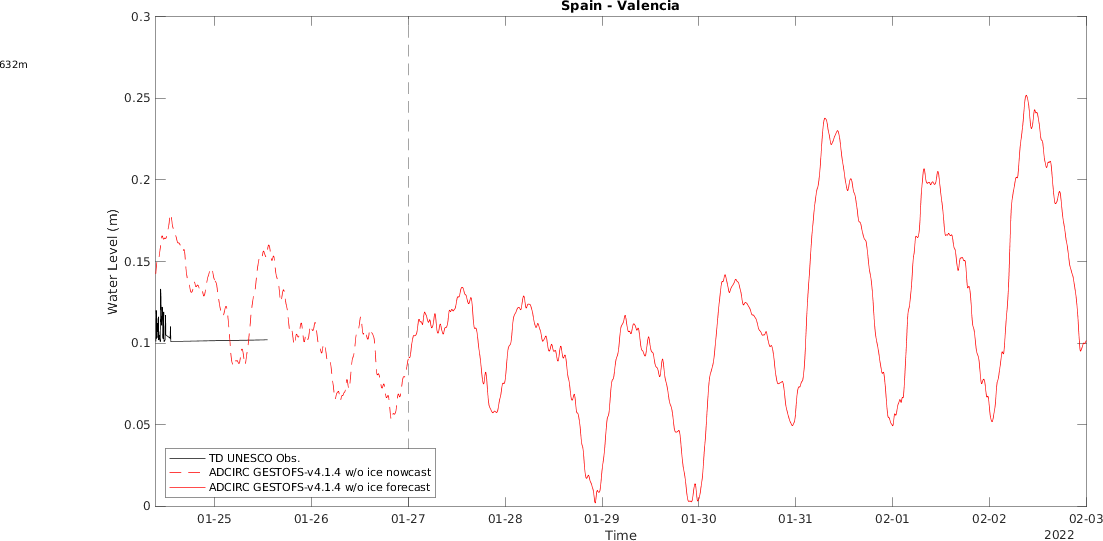 Spain - Valencia
632m
0.3
0.25
0.2
0.15
0.1
0.05
0
Water Level (m)
TD UNESCO Obs.
ADCIRC GESTOFS-v4.1.4 w/o ice nowcast
ADCIRC GESTOFS-v4.1.4 w/o ice forecast
01-25 01-26 01-27 01-28 01-29 01-30 01-31 02-01 02-02 02-03
Time
2022